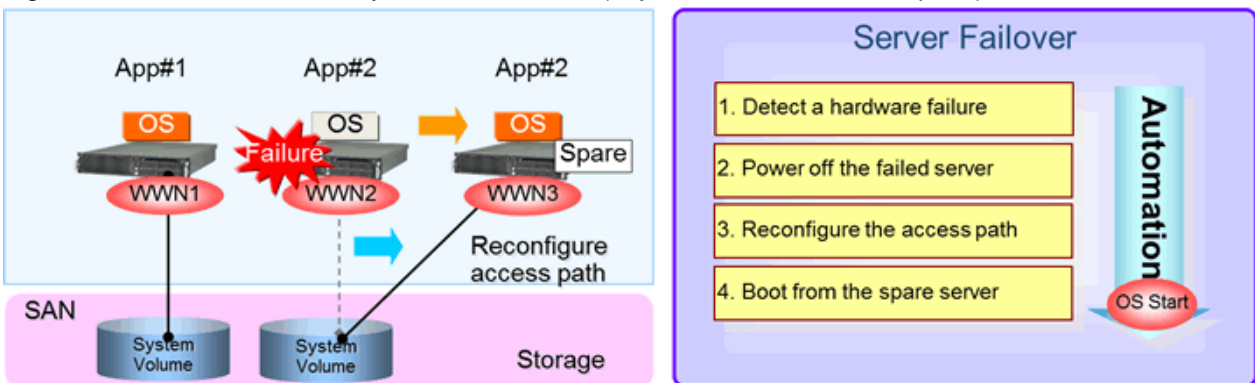 App#1
App#2
App#2
OS
OS
OS
Failure
Spare
WWN1
WWN2
WWN3
Reconfigure
access path
SAN
System
Volume
System
Volume
Storage
Server Failover
1. Detect a hardware failure
2. Power off the failed server
3. Reconfigure the access path
4. Boot from the spare server
Automation
OS Start